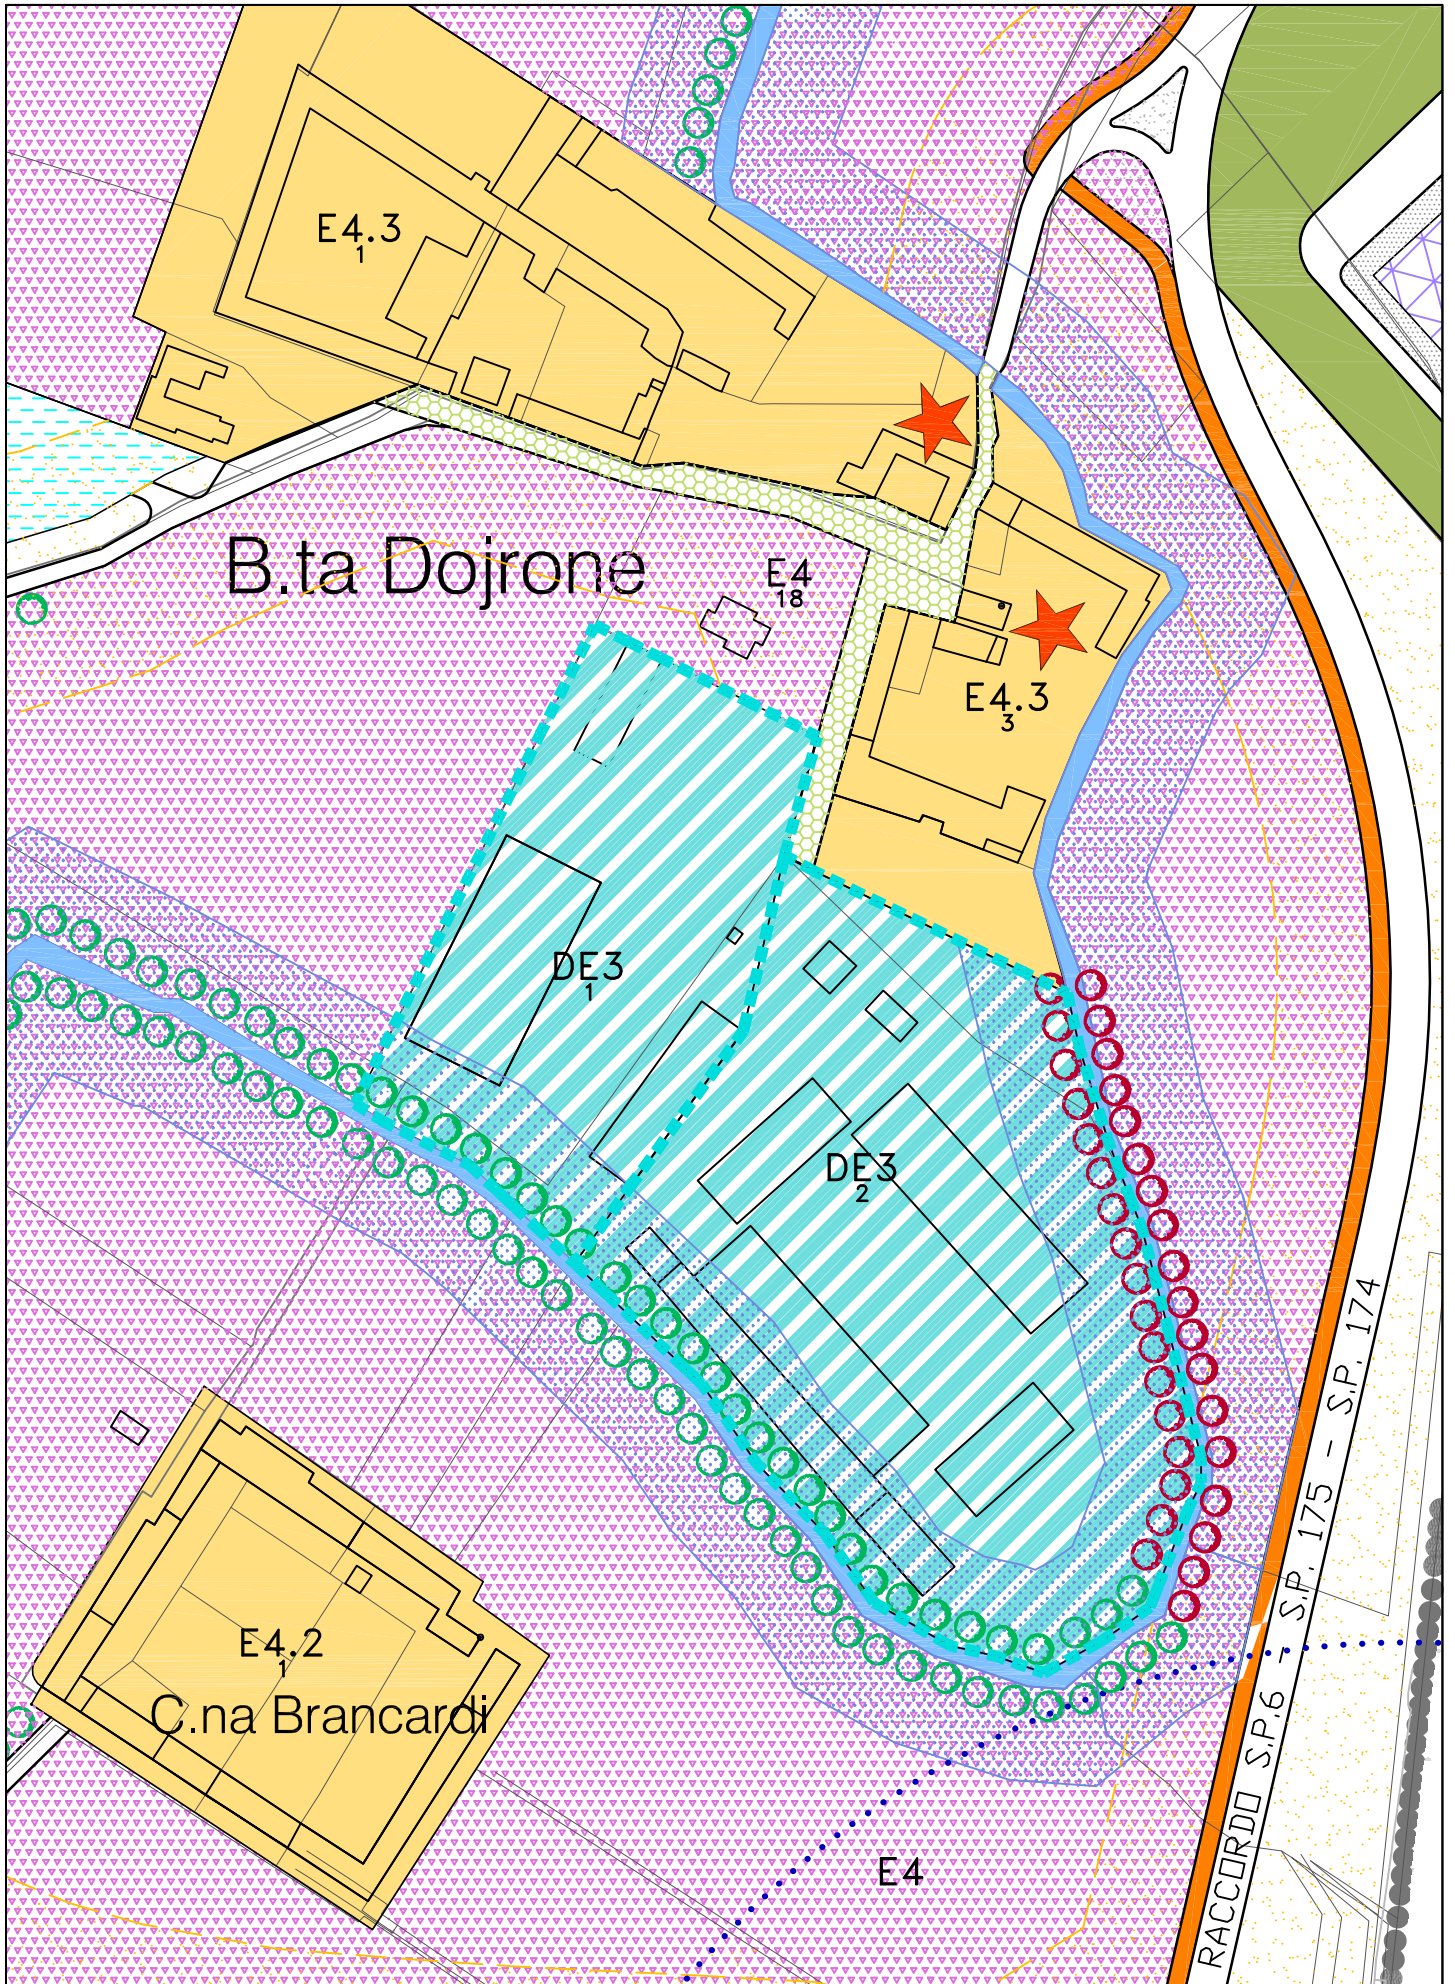 E4.3
1
B.ta Dojrone
E4
18
E4.3
3
DE3
1
DE3
2
E4.2
1
C.na Brancardi
E4
RACCORDO S.P.6 - S.P. 175 - S.P. 174